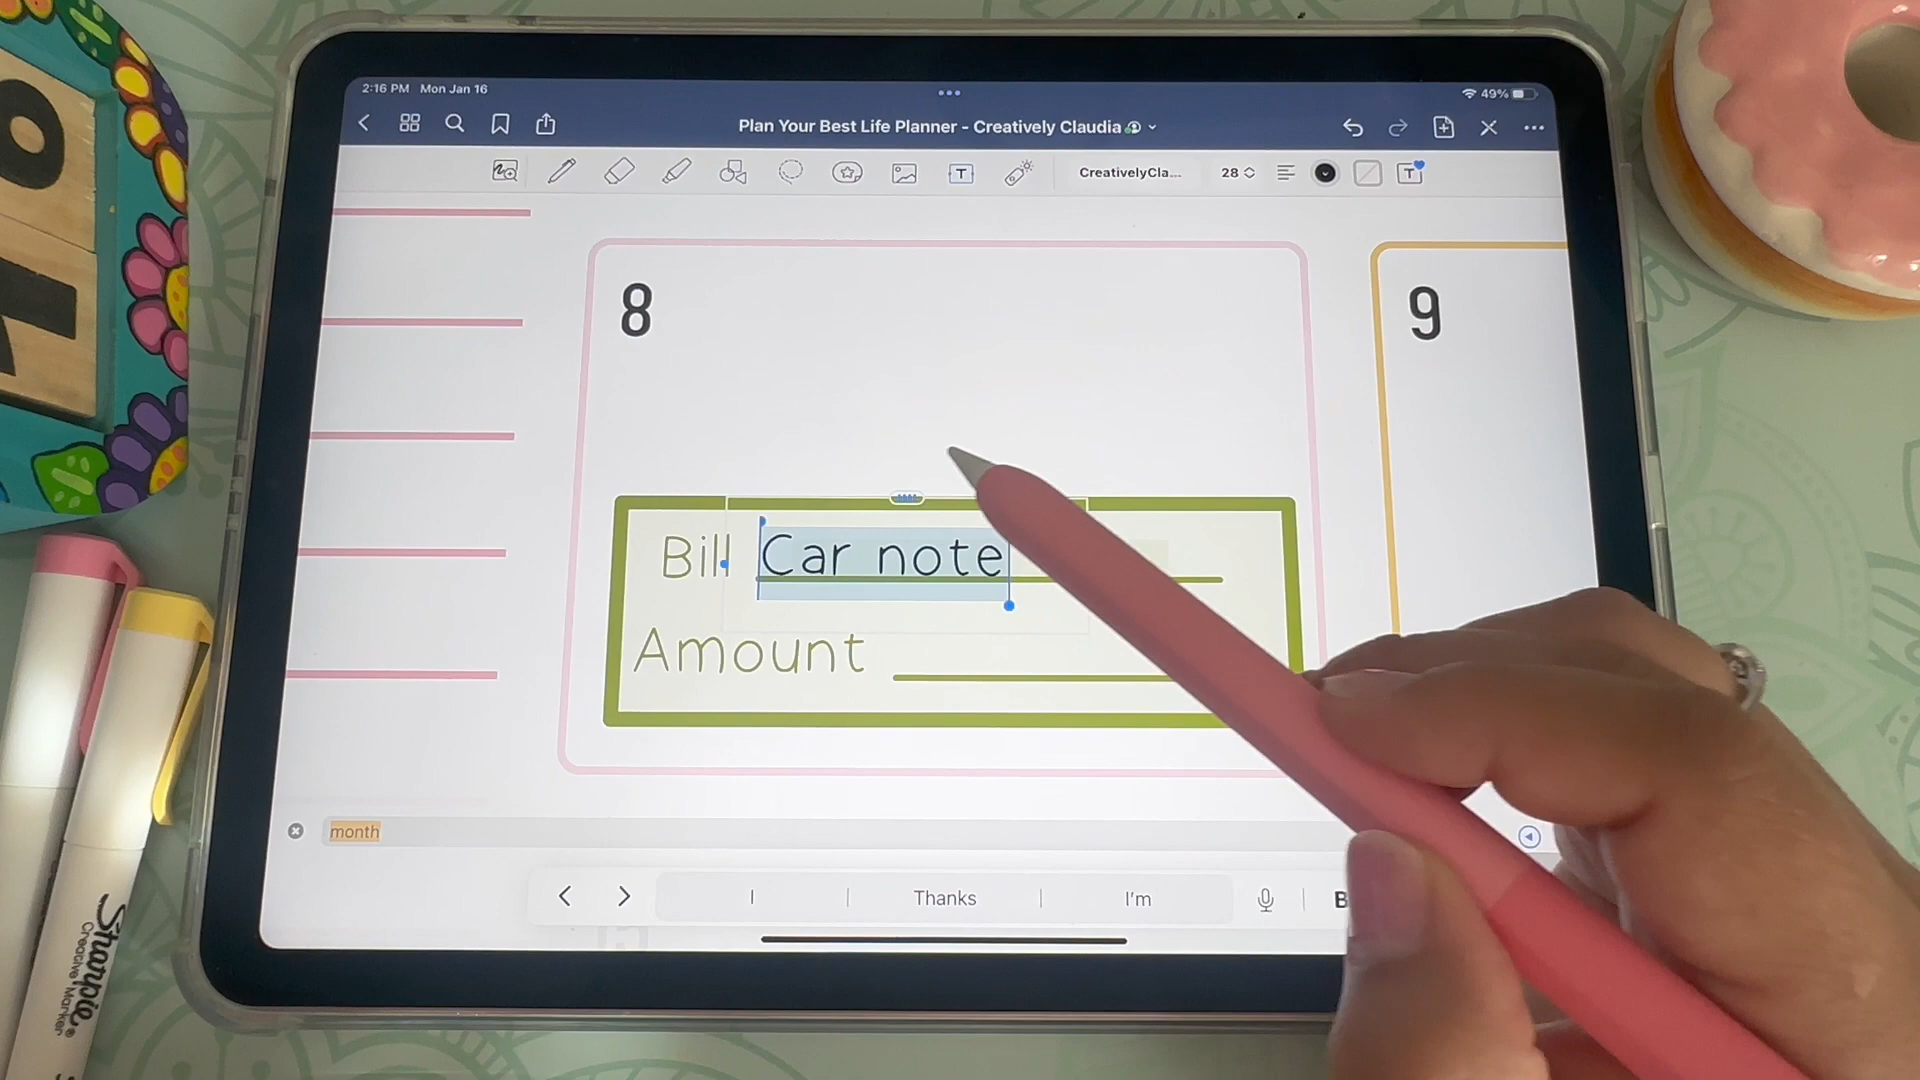 2:16 PM Mon Jan 16
49%
Plan Your Best Life Planner - Creatively Claudia
CreativelyCla...
28
T
8
9
Bill Car note
Amount
month
I
Thanks
I'm
B
Sharpie
Creative Marker